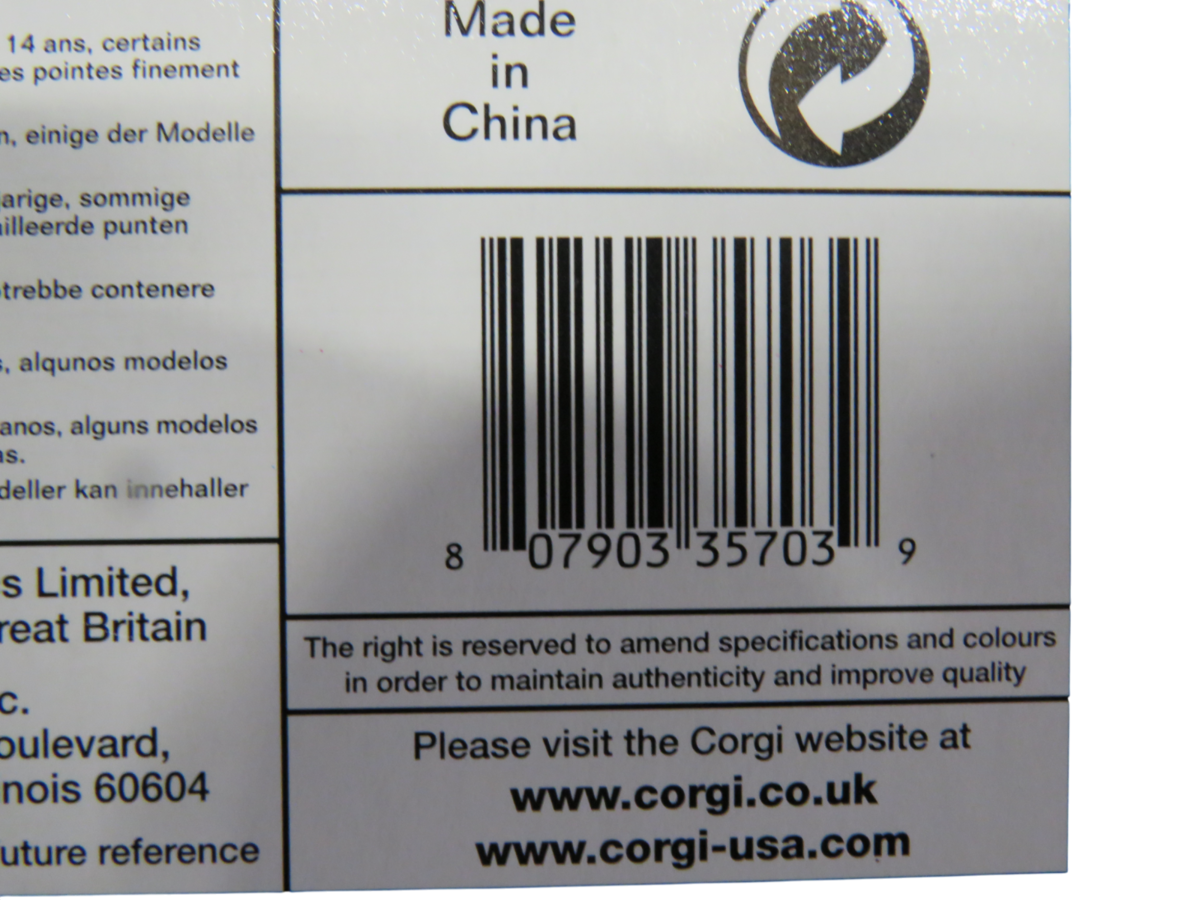 14 ans, certains
es pointes finement
n, einige der Modelle
arige, sommige
illeerde punten
otrebbe contenere
s, alqunos modelos
anos, alguns modelos
as.
deller kan innehaller
s Limited,
reat Britain
c.
oulevard,
nois 60604
uture reference
Made
in
China
8 07903 35703 9
The right is reserved to amend specifications and colours
in order to maintain authenticity and improve quality
Please visit the Corgi website at
www.corgi.co.uk
www.corgi-usa.com